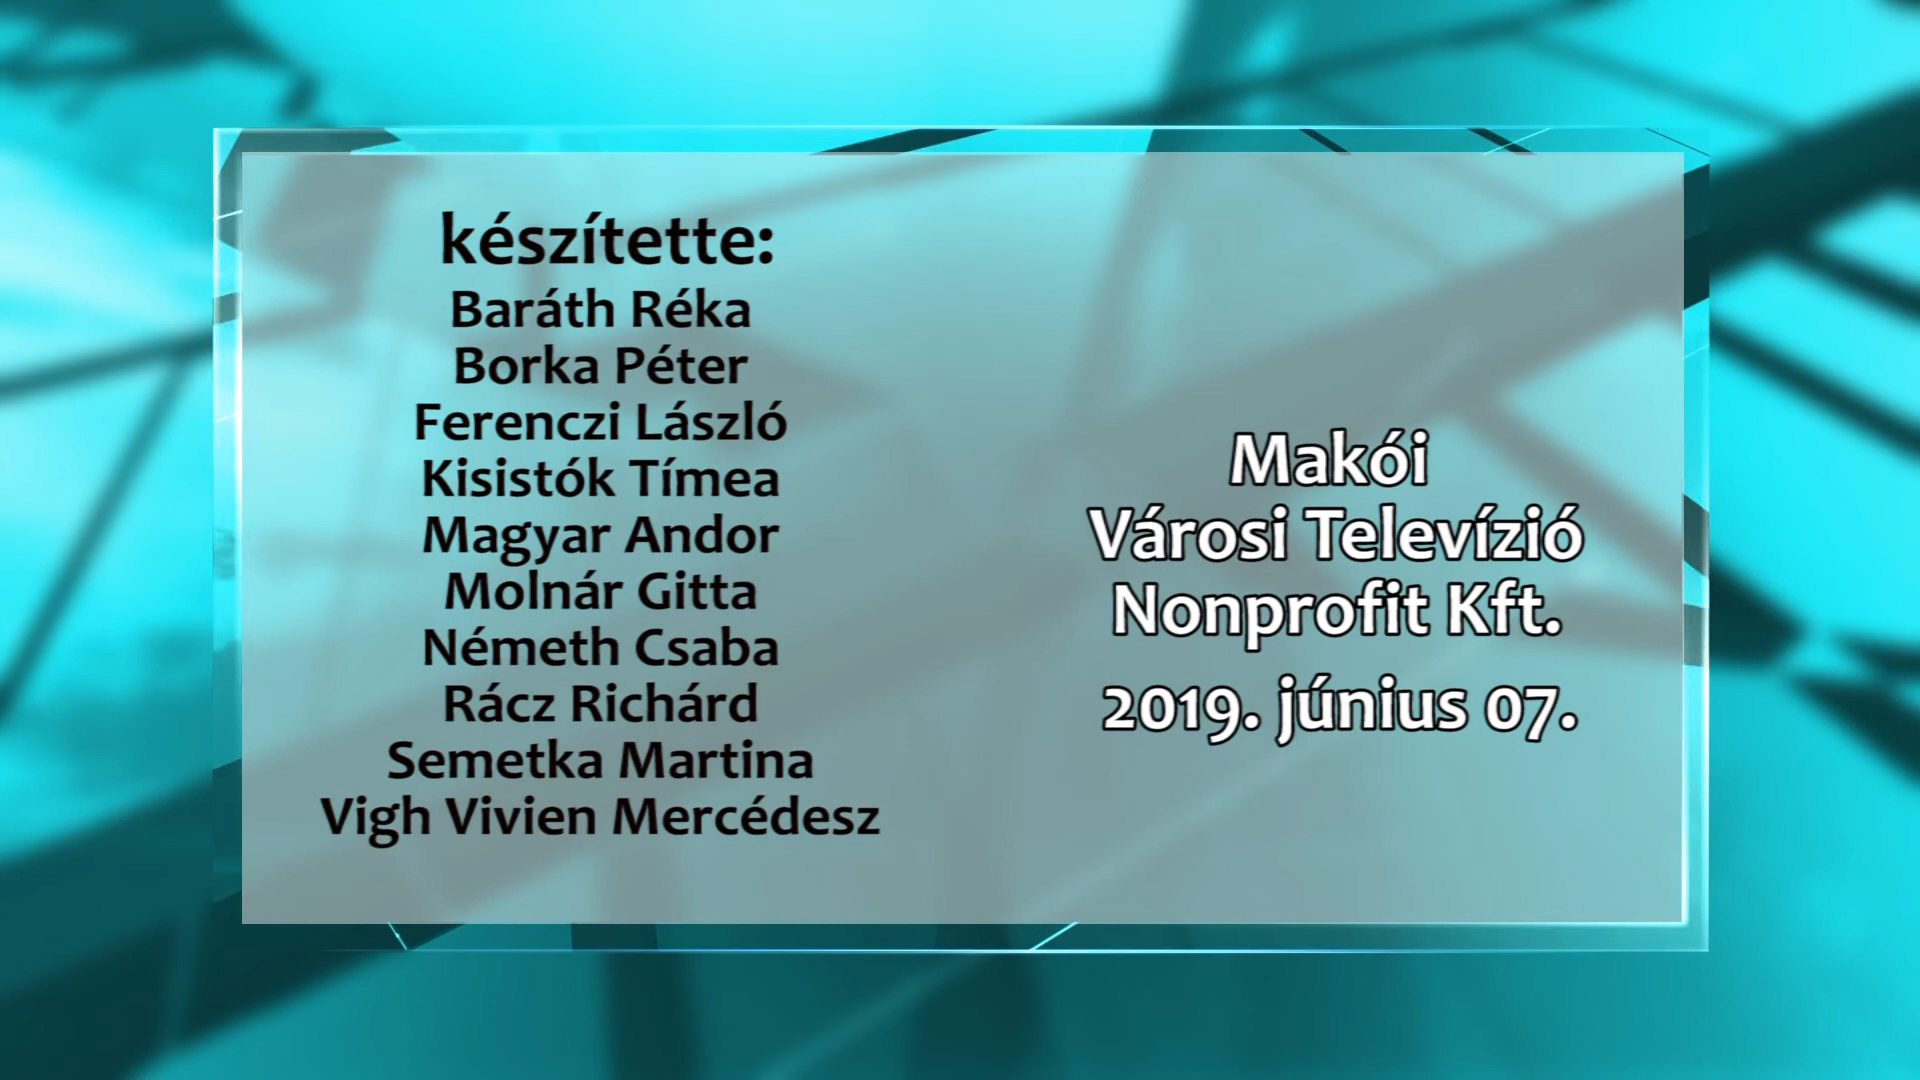 készítette:
Baráth Réka
Borka Péter
Ferenczi László
Kisistók Tímea
Magyar Andor
Molnár Gitta
Németh Csaba
Rácz Richárd
Semetka Martina
Vigh Vivien Mercédesz
Makói
Városi Televízió
Nonprofit Kft.
2019. június 07.